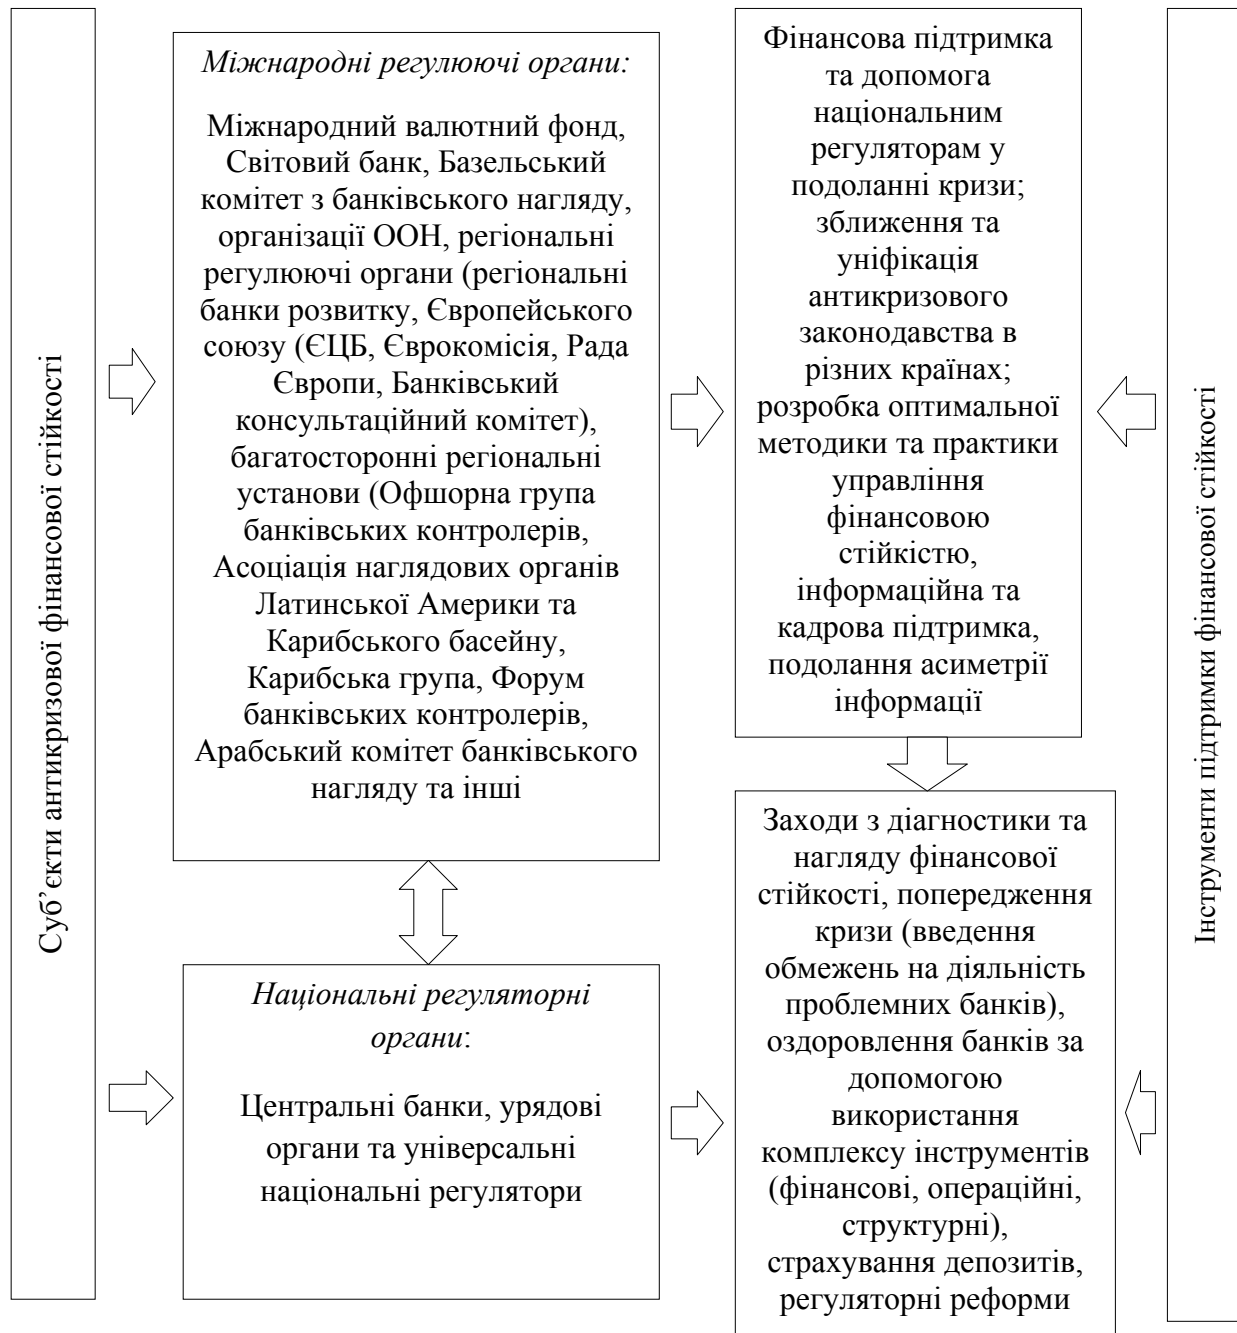 Суб’єкти антикризової фінансової стійкості
Міжнародні регулюючі органи:
Міжнародний валютний фонд,
Світовий банк, Базельський
комітет з банківського нагляду,
організації ООН, регіональні
регулюючі органи (регіональні
банки розвитку, Європейського
союзу (ЄЦБ, Єврокомісія, Рада
Європи, Банківський
консультаційний комітет),
багатосторонні регіональні
установи (Офшорна група
банківських контролерів,
Асоціація наглядових органів
Латинської Америки та
Карибського басейну,
Карибська група, Форум
банківських контролерів,
Арабський комітет банківського
нагляду та інші
Національні регуляторні
органи:
Центральні банки, урядові
органи та універсальні
національні регулятори
Фінансова підтримка
та допомога
національним
регуляторам у
подоланні кризи;
зближення та
уніфікація
антикризового
законодавства в
різних країнах;
розробка оптимальної
методики та практики
управління
фінансовою
стійкістю,
інформаційна та
кадрова підтримка,
подолання асиметрії
інформації
Заходи з діагностики та
нагляду фінансової
стійкості, попередження
кризи (введення
обмежень на діяльність
проблемних банків),
оздоровлення банків за
допомогою
використання
комплексу інструментів
(фінансові, операційні,
структурні),
страхування депозитів,
регуляторні реформи
Інструменти підтримки фінансової стійкості